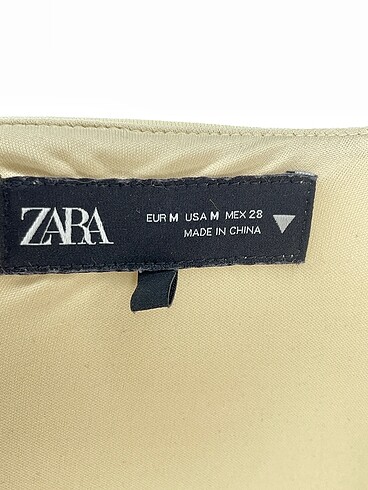 ZARA
EUR M USA M MEX 28
MADE IN CHINA